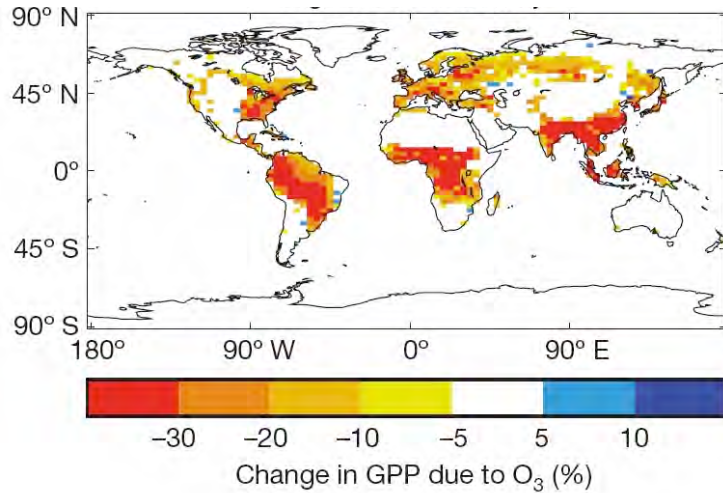 90° N
45° N
0°
45° S
90° S
180° 90° W 0° 90° E
–30 –20 –10 –5 5 10
Change in GPP due to O₃ (%)